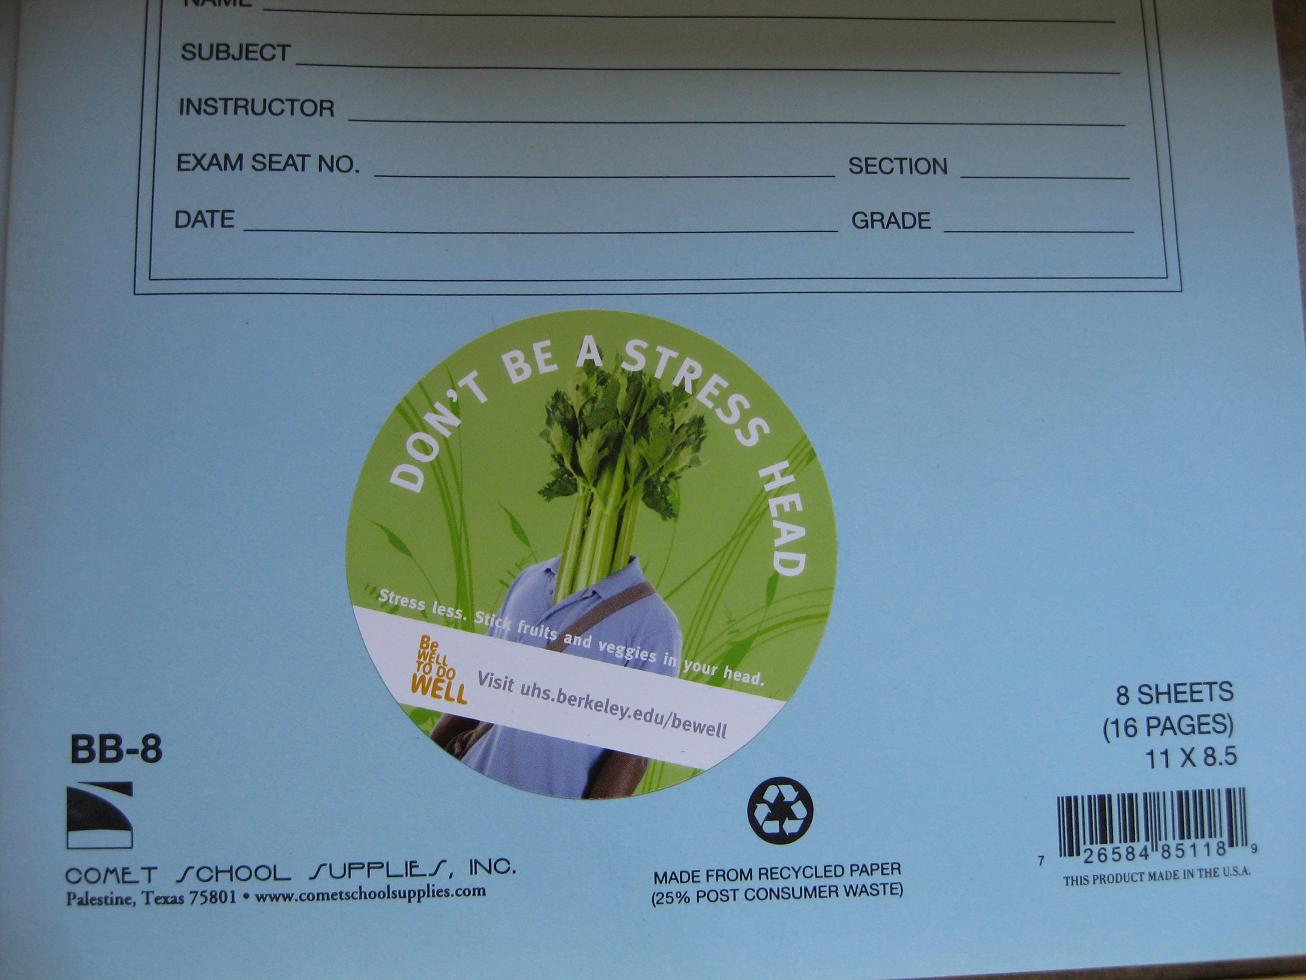 NAME
SUBJECT
INSTRUCTOR
EXAM SEAT NO. SECTION
DATE GRADE
DON'T BE A STRESS HEAD
Stress less. Stick fruits and veggies in your head.
Be
WELL
TO DO
WELL
Visit uhs.berkeley.edu/bewell
8 SHEETS
(16 PAGES)
11 X 8.5
BB-8
COMET SCHOOL SUPPLIES, INC.
Palestine, Texas 75801 • www.cometschoolsupplies.com
MADE FROM RECYCLED PAPER
(25% POST CONSUMER WASTE)
7 26584 85118 9
THIS PRODUCT MADE IN THE U.S.A.